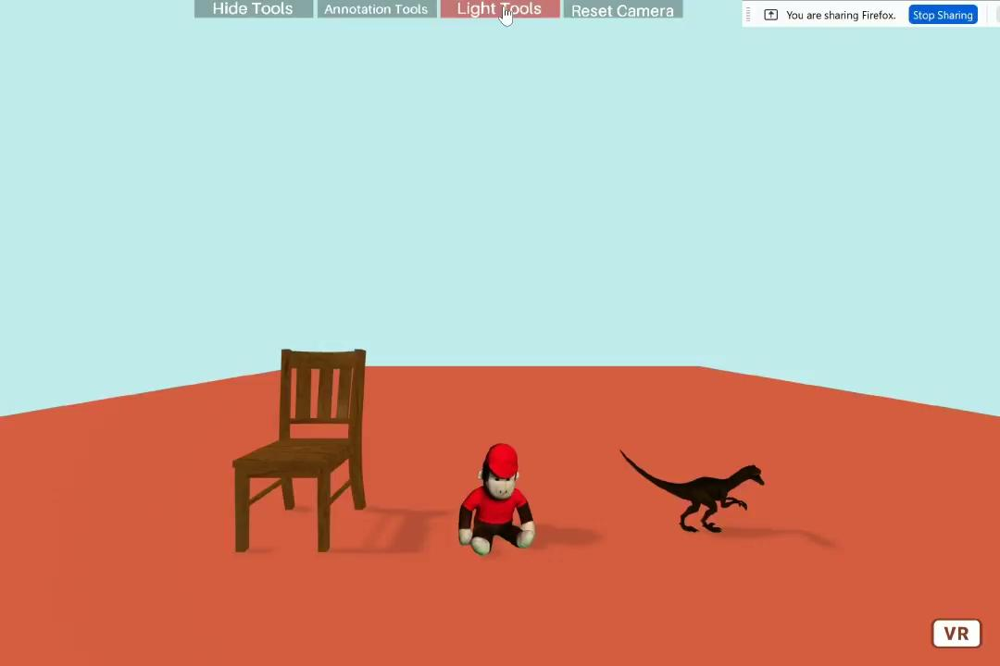 Hide Tools
Annotation Tools
Light Tools
Reset Camera
You are sharing Firefox.
Stop Sharing
VR